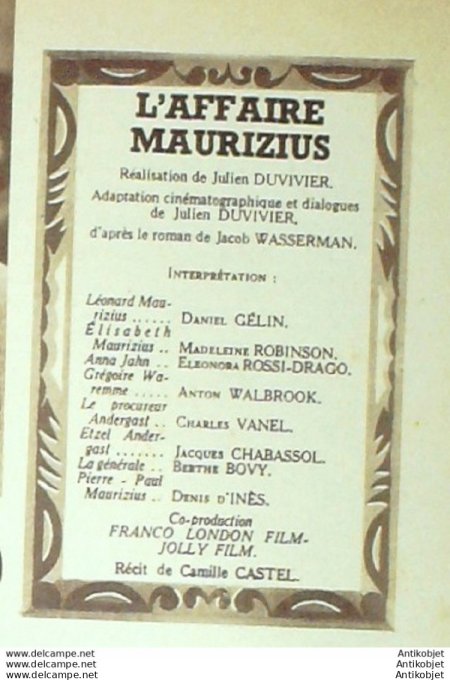 L'AFFAIRE
MAURIZIUS
Réalisation de Julien DUVIVIER.
Adaptation cinématographique et dialogues
de Julien DUVIVIER,
d'après le roman de Jacob WASSERMAN.
INTERPRÉTATION :
Léonard Mau-
rizius ...... DANIEL GÉLIN.
Élisabeth
Maurizius .. MADELEINE ROBINSON.
Anna Jahn .. ELEONORA ROSSI-DRAGO.
Grégoire Wa-
remme ..... ANTON WALBROOK.
Le procureur
Andergast .. CHARLES VANEL.
Etzel Ander-
gast ....... JACQUES CHABASSOL.
La générale .. BERTHE BOVY.
Pierre - Paul
Maurizius .. DENIS D'INÈS.
Co-production
FRANCO LONDON FILM-
JOLLY FILM.
Récit de Camille CASTEL.
www.delcampe.net Antikobjet
www.delcampe.net Antikobjet
www.delcampe.net Antikobjet